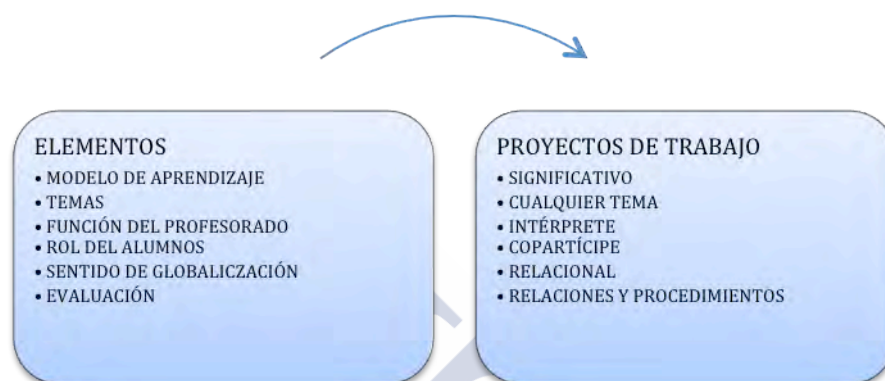 ELEMENTOS
• MODELO DE APRENDIZAJE
• TEMAS
• FUNCIÓN DEL PROFESORADO
• ROL DEL ALUMNOS
• SENTIDO DE GLOBALICZACIÓN
• EVALUACIÓN
PROYECTOS DE TRABAJO
• SIGNIFICATIVO
• CUALQUIER TEMA
• INTÉRPRETE
• COPARTÍCIPE
• RELACIONAL
• RELACIONES Y PROCEDIMIENTOS